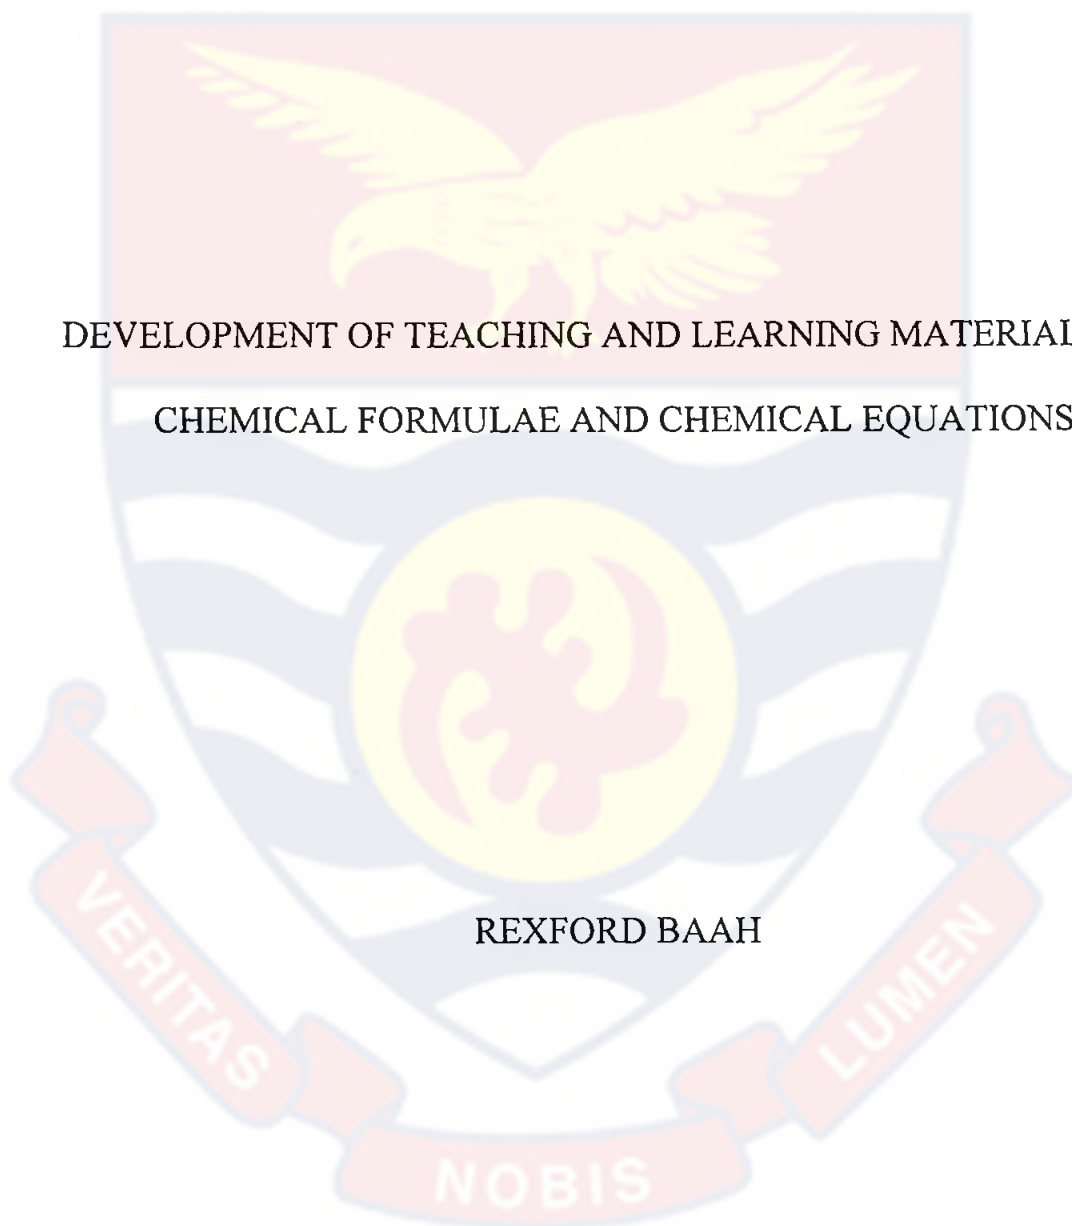 DEVELOPMENT OF TEACHING AND LEARNING MATERIAL
CHEMICAL FORMULAE AND CHEMICAL EQUATIONS
REXFORD BAAH
VERITAS
NOBIS
LUMEN